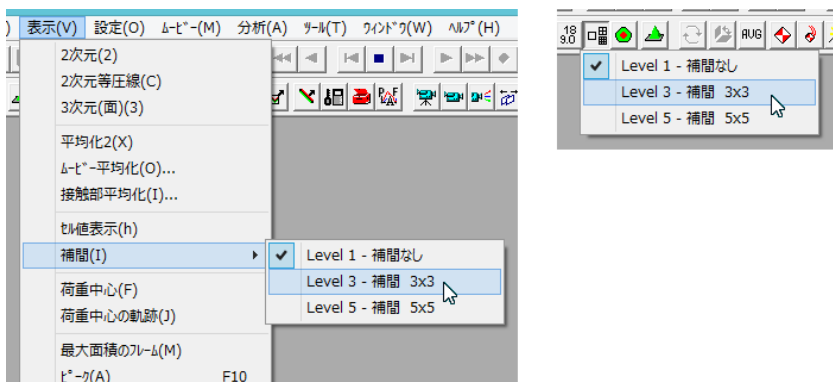 ) 表示(V) 設定(O) ﾑｰﾋﾞｰ(M) 分析(A) ﾂｰﾙ(T) ｳｨﾝﾄﾞｳ(W) ﾍﾙﾌﾟ(H)
2次元(2)
2次元等圧線(C)
3次元(面)(3)
平均化2(X)
ﾑｰﾋﾞｰ平均化(O)...
接触部平均化(I)...
ｾﾙ値表示(h)
補間(I)
荷重中心(F)
荷重中心の軌跡(J)
最大面積のﾌﾚｰﾑ(M)
ﾋﾟｰｸ(A) F10
Level 1 - 補間なし
Level 3 - 補間 3x3
Level 5 - 補間 5x5
18
9.0
AVG
Level 1 - 補間なし
Level 3 - 補間 3x3
Level 5 - 補間 5x5